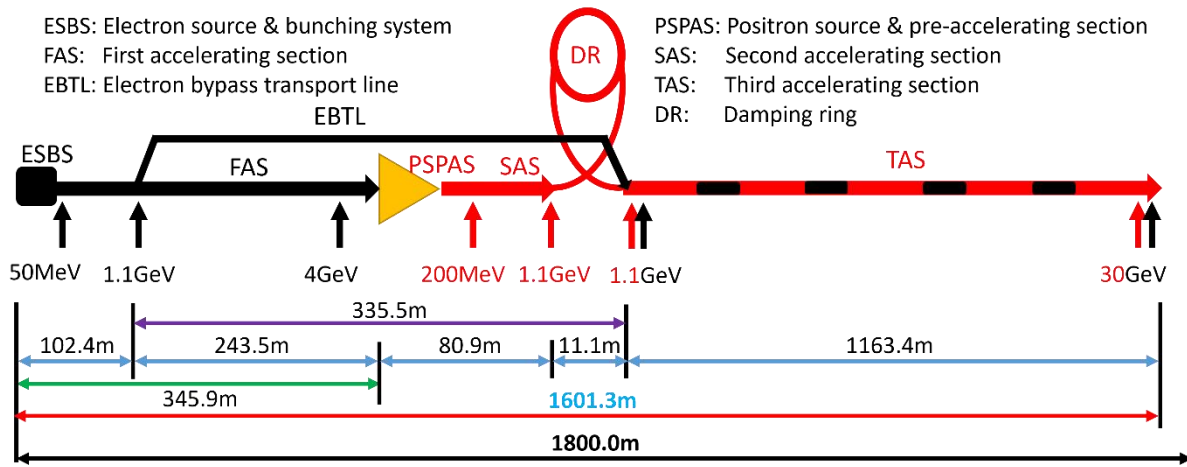 ESBS: Electron source & bunching system
FAS: First accelerating section
EBTL: Electron bypass transport line
PSPAS: Positron source & pre-accelerating section
SAS: Second accelerating section
TAS: Third accelerating section
DR: Damping ring
DR
EBTL
ESBS
FAS
PSPAS
SAS
TAS
50MeV
1.1GeV
4GeV
200MeV
1.1GeV
1.1GeV
30GeV
335.5m
102.4m
243.5m
80.9m
11.1m
1163.4m
345.9m
1601.3m
1800.0m